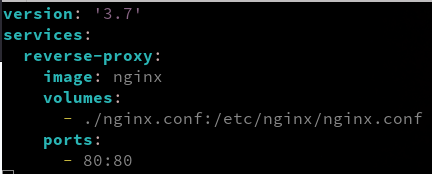 version: '3.7'
services:
  reverse-proxy:
    image: nginx
    volumes:
      - ./nginx.conf:/etc/nginx/nginx.conf
    ports:
      - 80:80